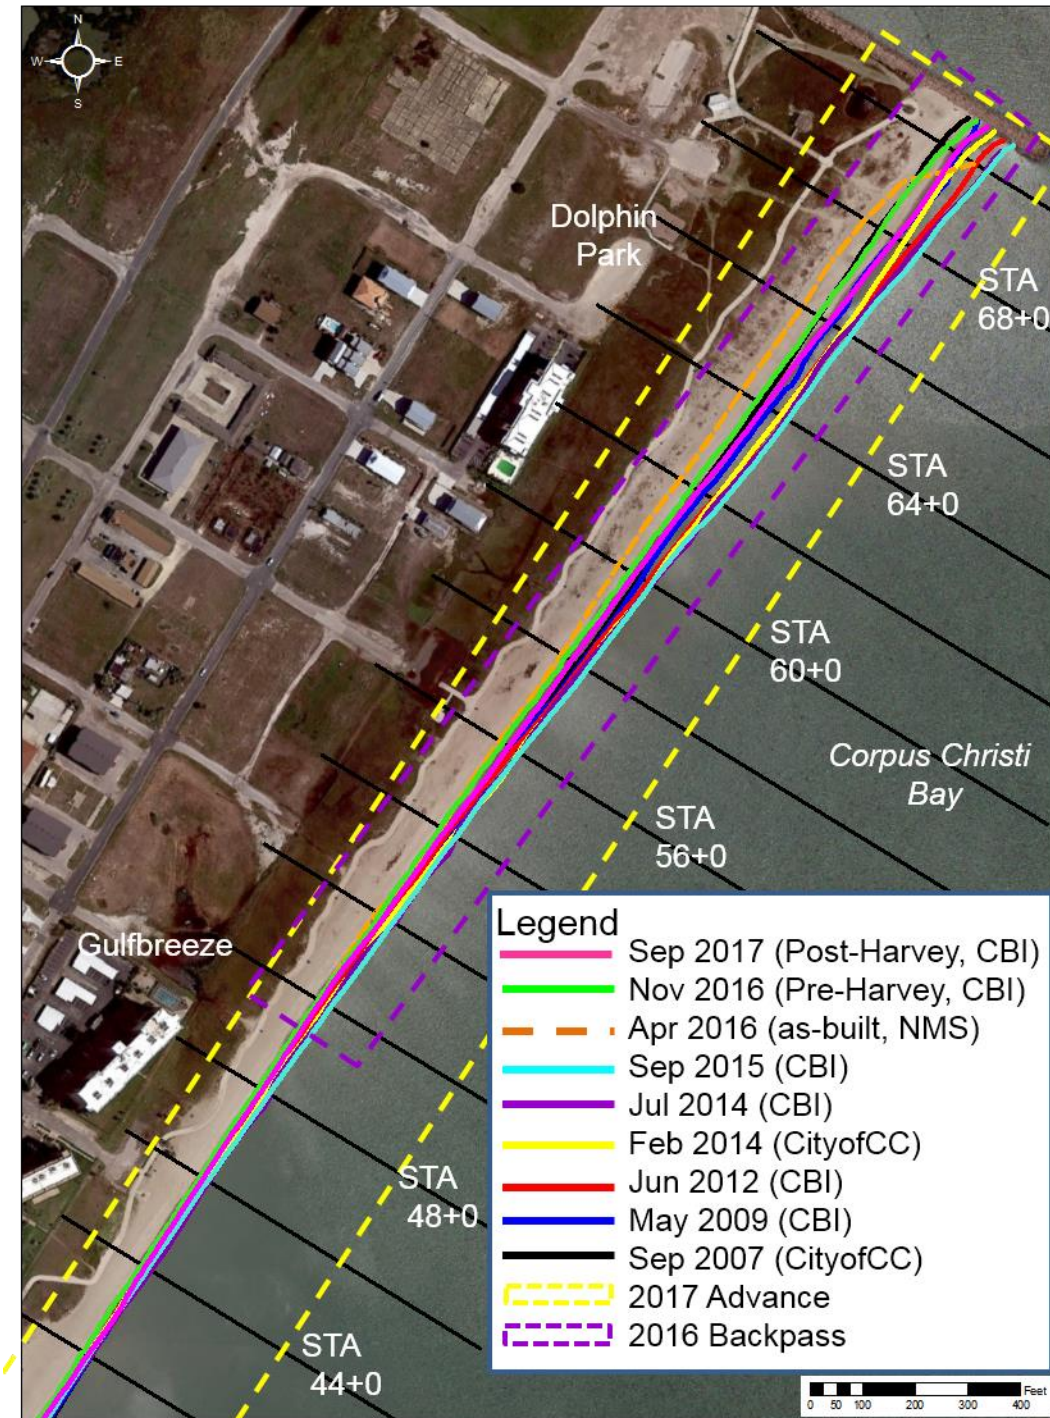 N
W E
S
Dolphin
Park
STA
68+0
STA
64+0
STA
60+0
Corpus Christi
Bay
STA
56+0
Gulfbreeze
STA
48+0
STA
44+0
Legend
Sep 2017 (Post-Harvey, CBI)
Nov 2016 (Pre-Harvey, CBI)
Apr 2016 (as-built, NMS)
Sep 2015 (CBI)
Jul 2014 (CBI)
Feb 2014 (CityofCC)
Jun 2012 (CBI)
May 2009 (CBI)
Sep 2007 (CityofCC)
2017 Advance
2016 Backpass
Feet
0 50 100 200 300 400